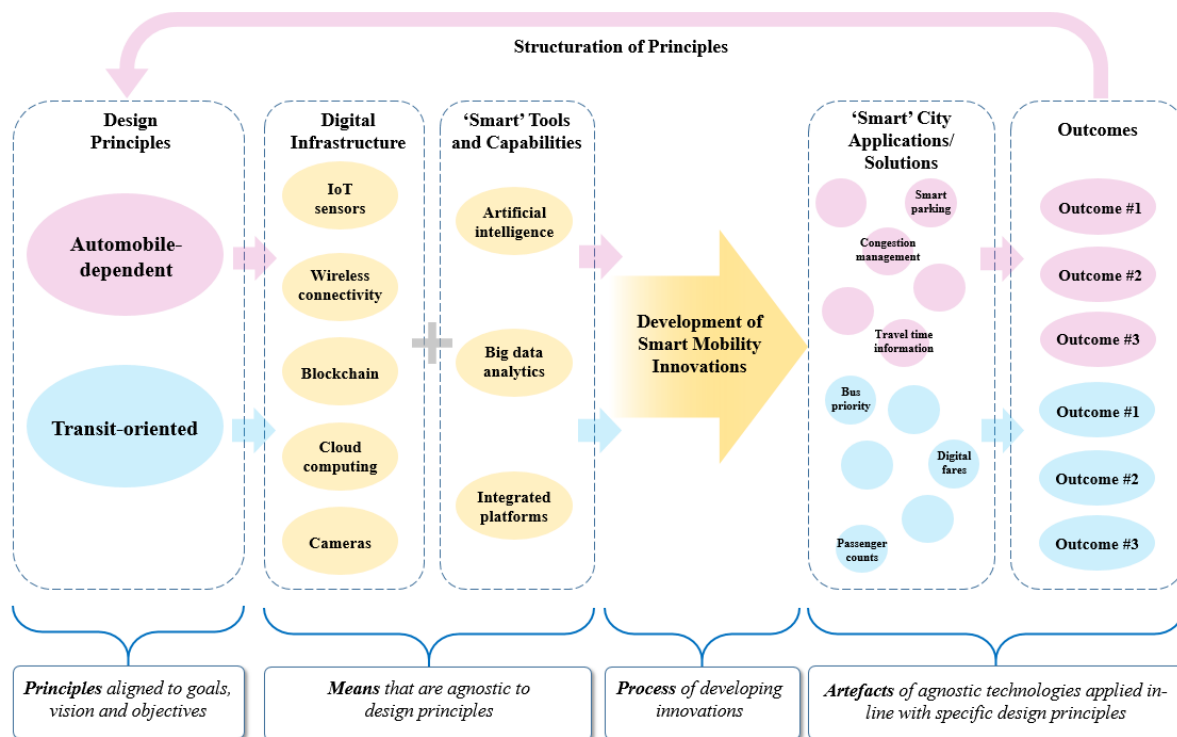 Structuration of Principles
Design
Principles
Automobile-
dependent
Transit-oriented
Digital
Infrastructure
IoT
sensors
Wireless
connectivity
Blockchain
Cloud
computing
Cameras
‘Smart’ Tools
and Capabilities
Artificial
intelligence
Big data
analytics
Integrated
platforms
Development of
Smart Mobility
Innovations
‘Smart’ City
Applications/
Solutions
Smart
parking
Congestion
management
Travel time
information
Bus
priority
Digital
fares
Passenger
counts
Outcomes
Outcome #1
Outcome #2
Outcome #3
Outcome #1
Outcome #2
Outcome #3
Principles aligned to goals,
vision and objectives
Means that are agnostic to
design principles
Process of developing
innovations
Artefacts of agnostic technologies applied in-
line with specific design principles